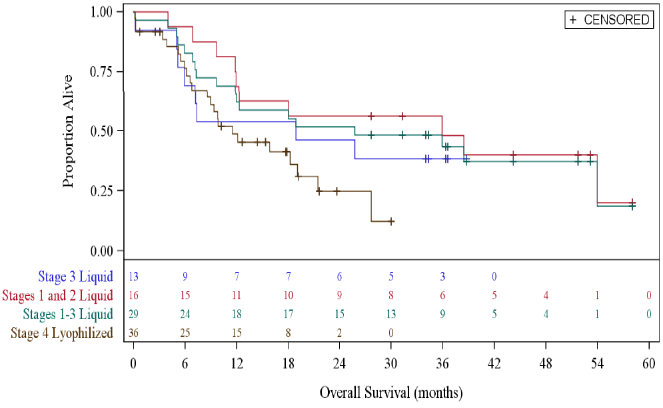 + CENSORED
1.00
0.75
0.50
0.25
0.00
Proportion Alive
Stage 3 Liquid 13 9 7 7 6 5 3 0
Stages 1 and 2 Liquid 16 15 11 10 9 8 6 5 4 1 0
Stages 1-3 Liquid 29 24 18 17 15 13 9 5 4 1 0
Stage 4 Lyophilized 36 25 15 8 2 0
0 6 12 18 24 30 36 42 48 54 60
Overall Survival (months)